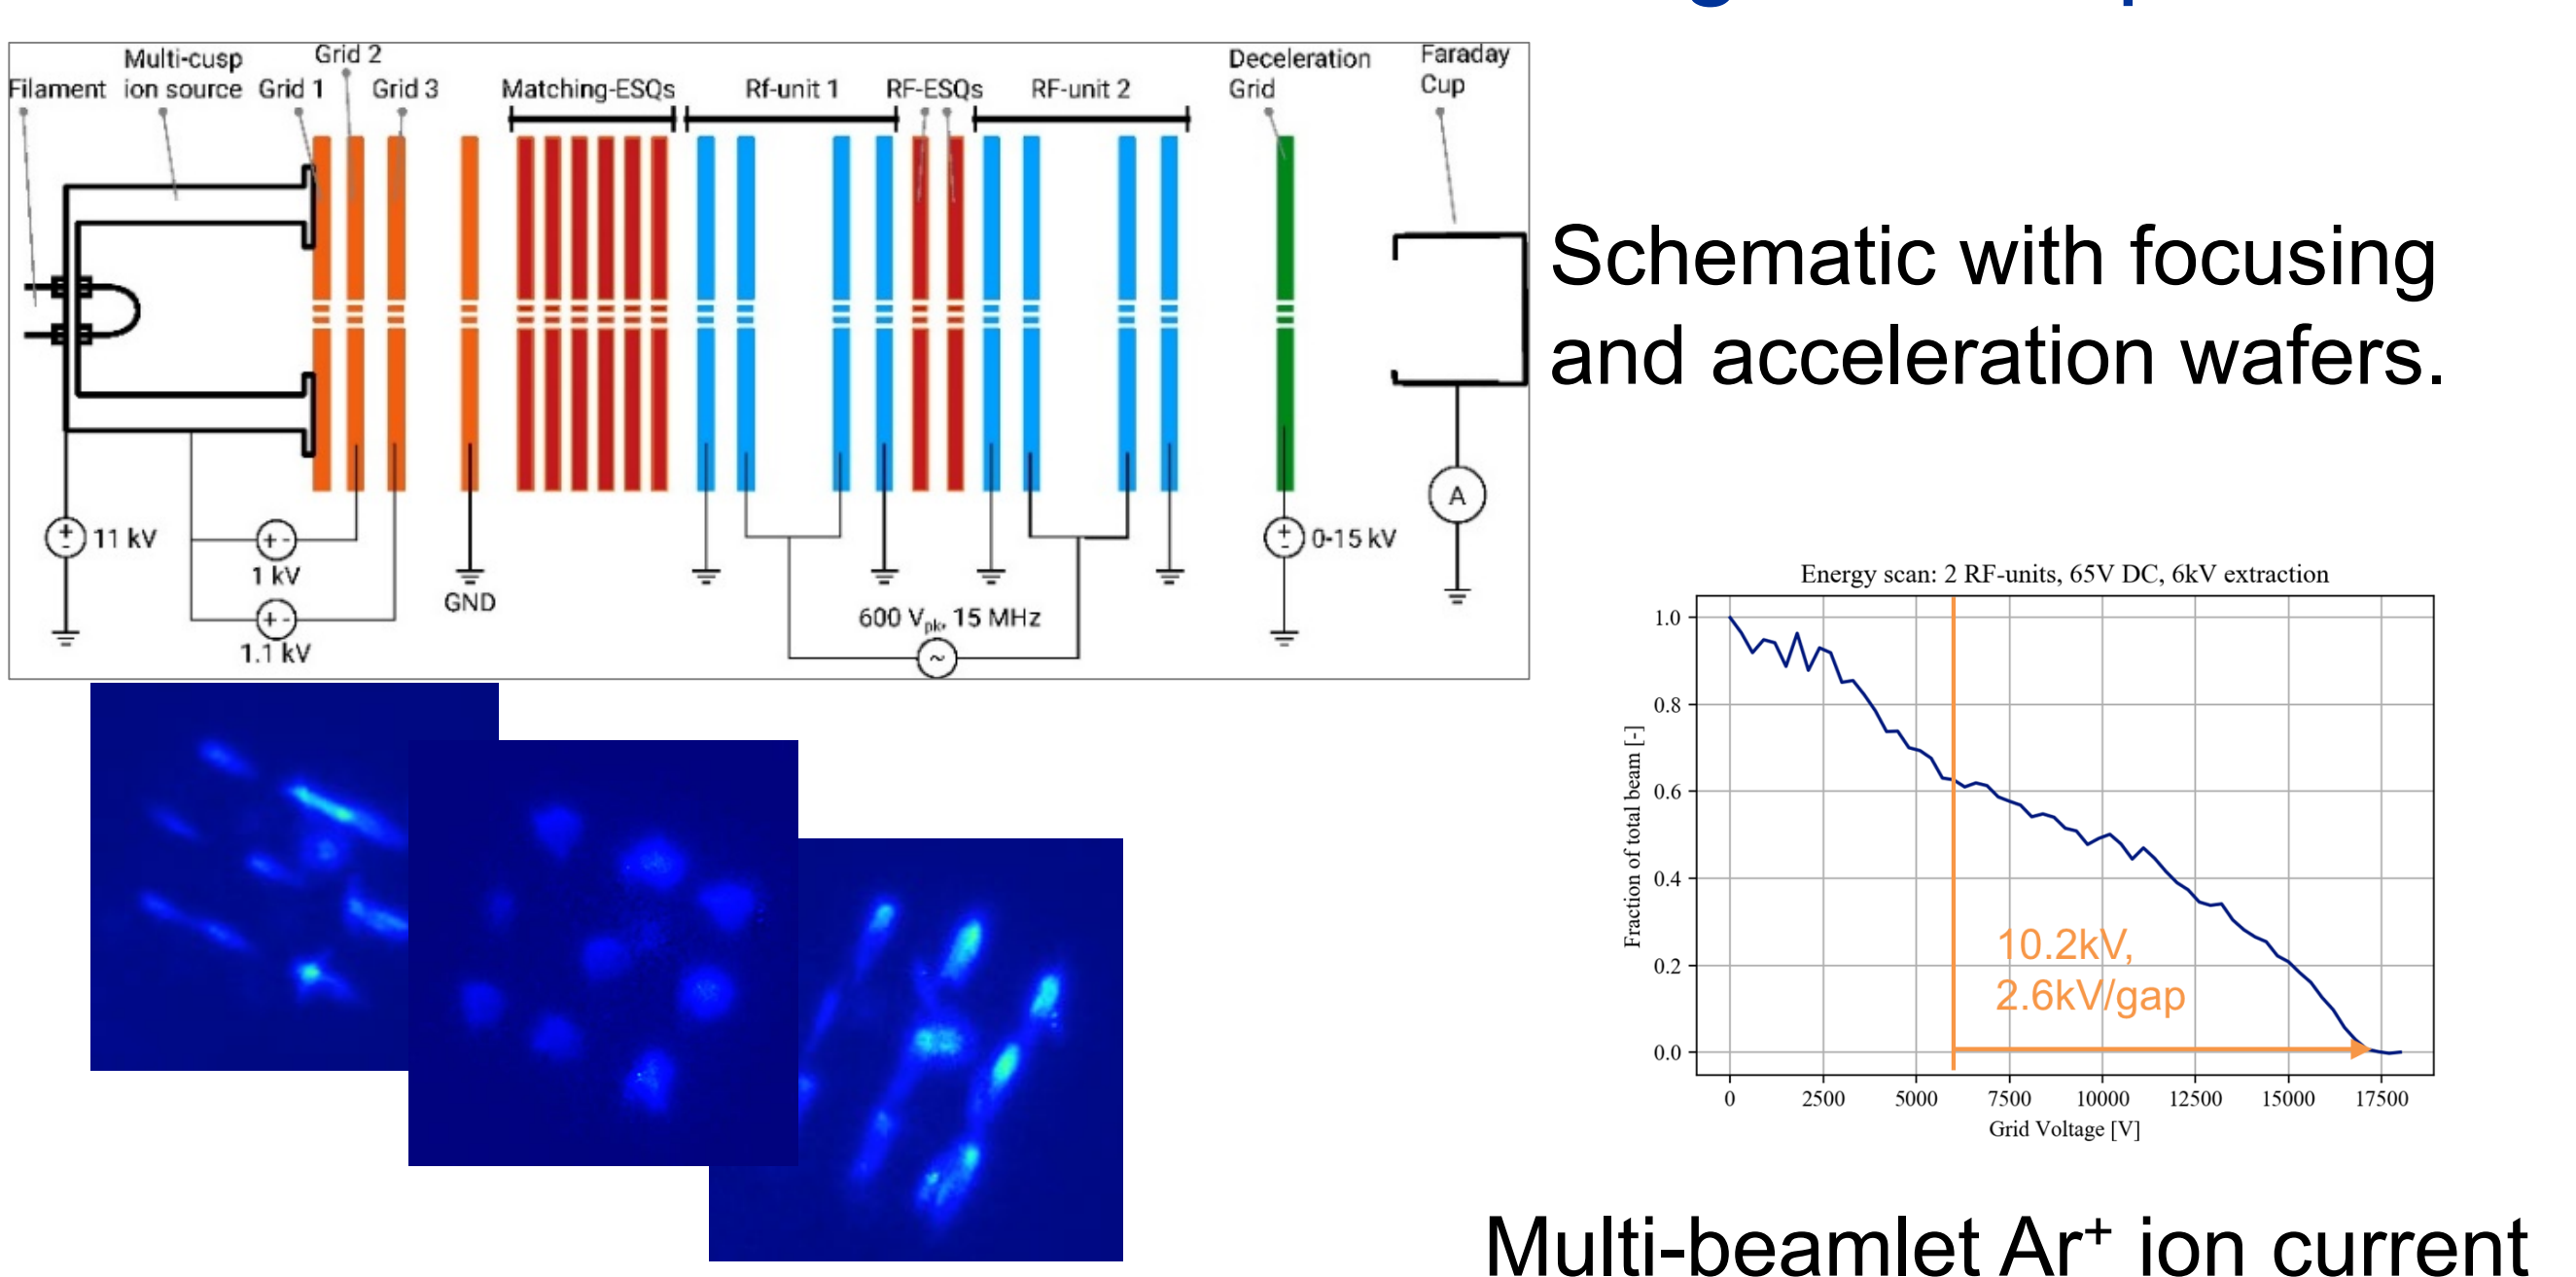 Filament
Multi-cusp
ion source
Grid 1
Grid 2
Grid 3
Matching-ESQs
Rf-unit 1
RF-ESQs
RF-unit 2
Deceleration
Grid
Faraday
Cup
11 kV
+ -
1 kV
+ -
1.1 kV
GND
600 Vpk, 15 MHz
~
0-15 kV
A
Schematic with focusing
and acceleration wafers.
Energy scan: 2 RF-units, 65V DC, 6kV extraction
Fraction of total beam [-]
1.0
0.8
0.6
0.4
0.2
0.0
10.2kV,
2.6kV/gap
0 2500 5000 7500 10000 12500 15000 17500
Grid Voltage [V]
Multi-beamlet Ar⁺ ion current